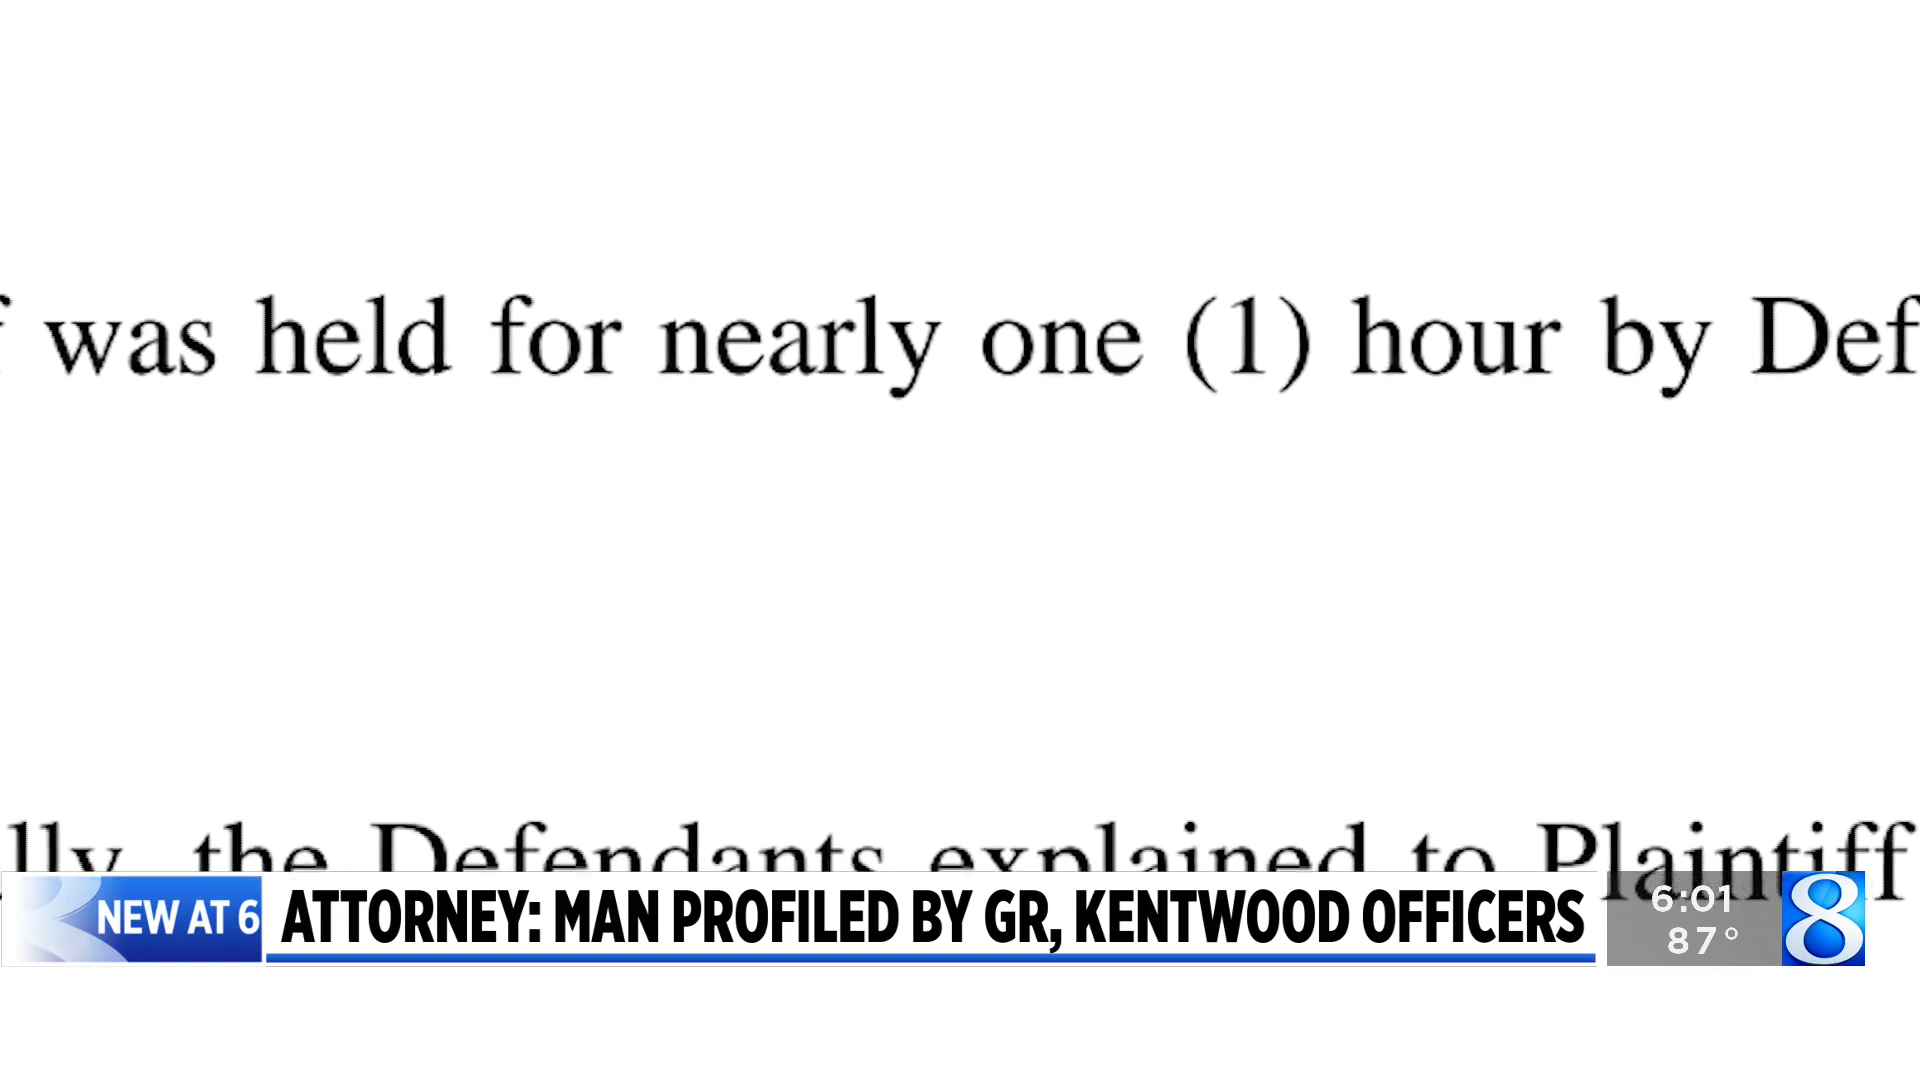 f was held for nearly one (1) hour by Def
lly, the Defendants explained to Plaintiff
NEW AT 6
ATTORNEY: MAN PROFILED BY GR, KENTWOOD OFFICERS
6:01
87°
8